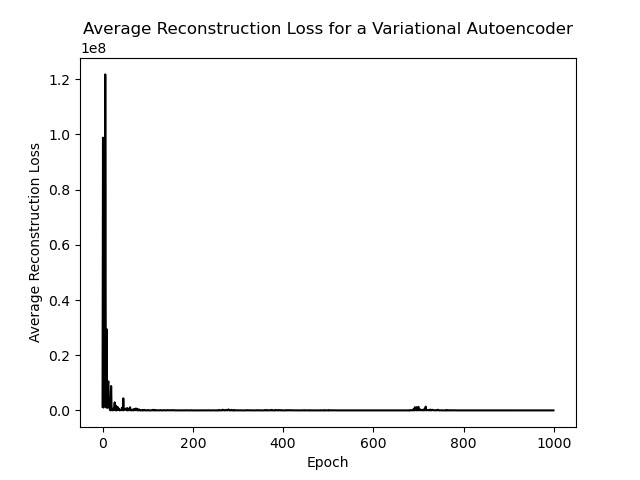 Average Reconstruction Loss for a Variational Autoencoder
1e8
1.2
1.0
0.8
0.6
0.4
0.2
0.0
Average Reconstruction Loss
0 200 400 600 800 1000
Epoch